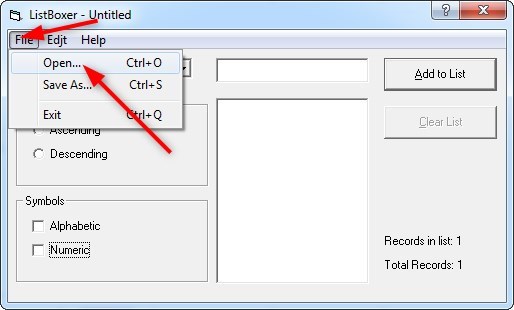 ListBoxer - Untitled
File Edjt Help
Open... Ctrl+O
Save As... Ctrl+S
Exit Ctrl+Q
Add to List
Clear List
Ascending
Descending
Symbols
Alphabetic
Numeric
Records in list: 1
Total Records: 1